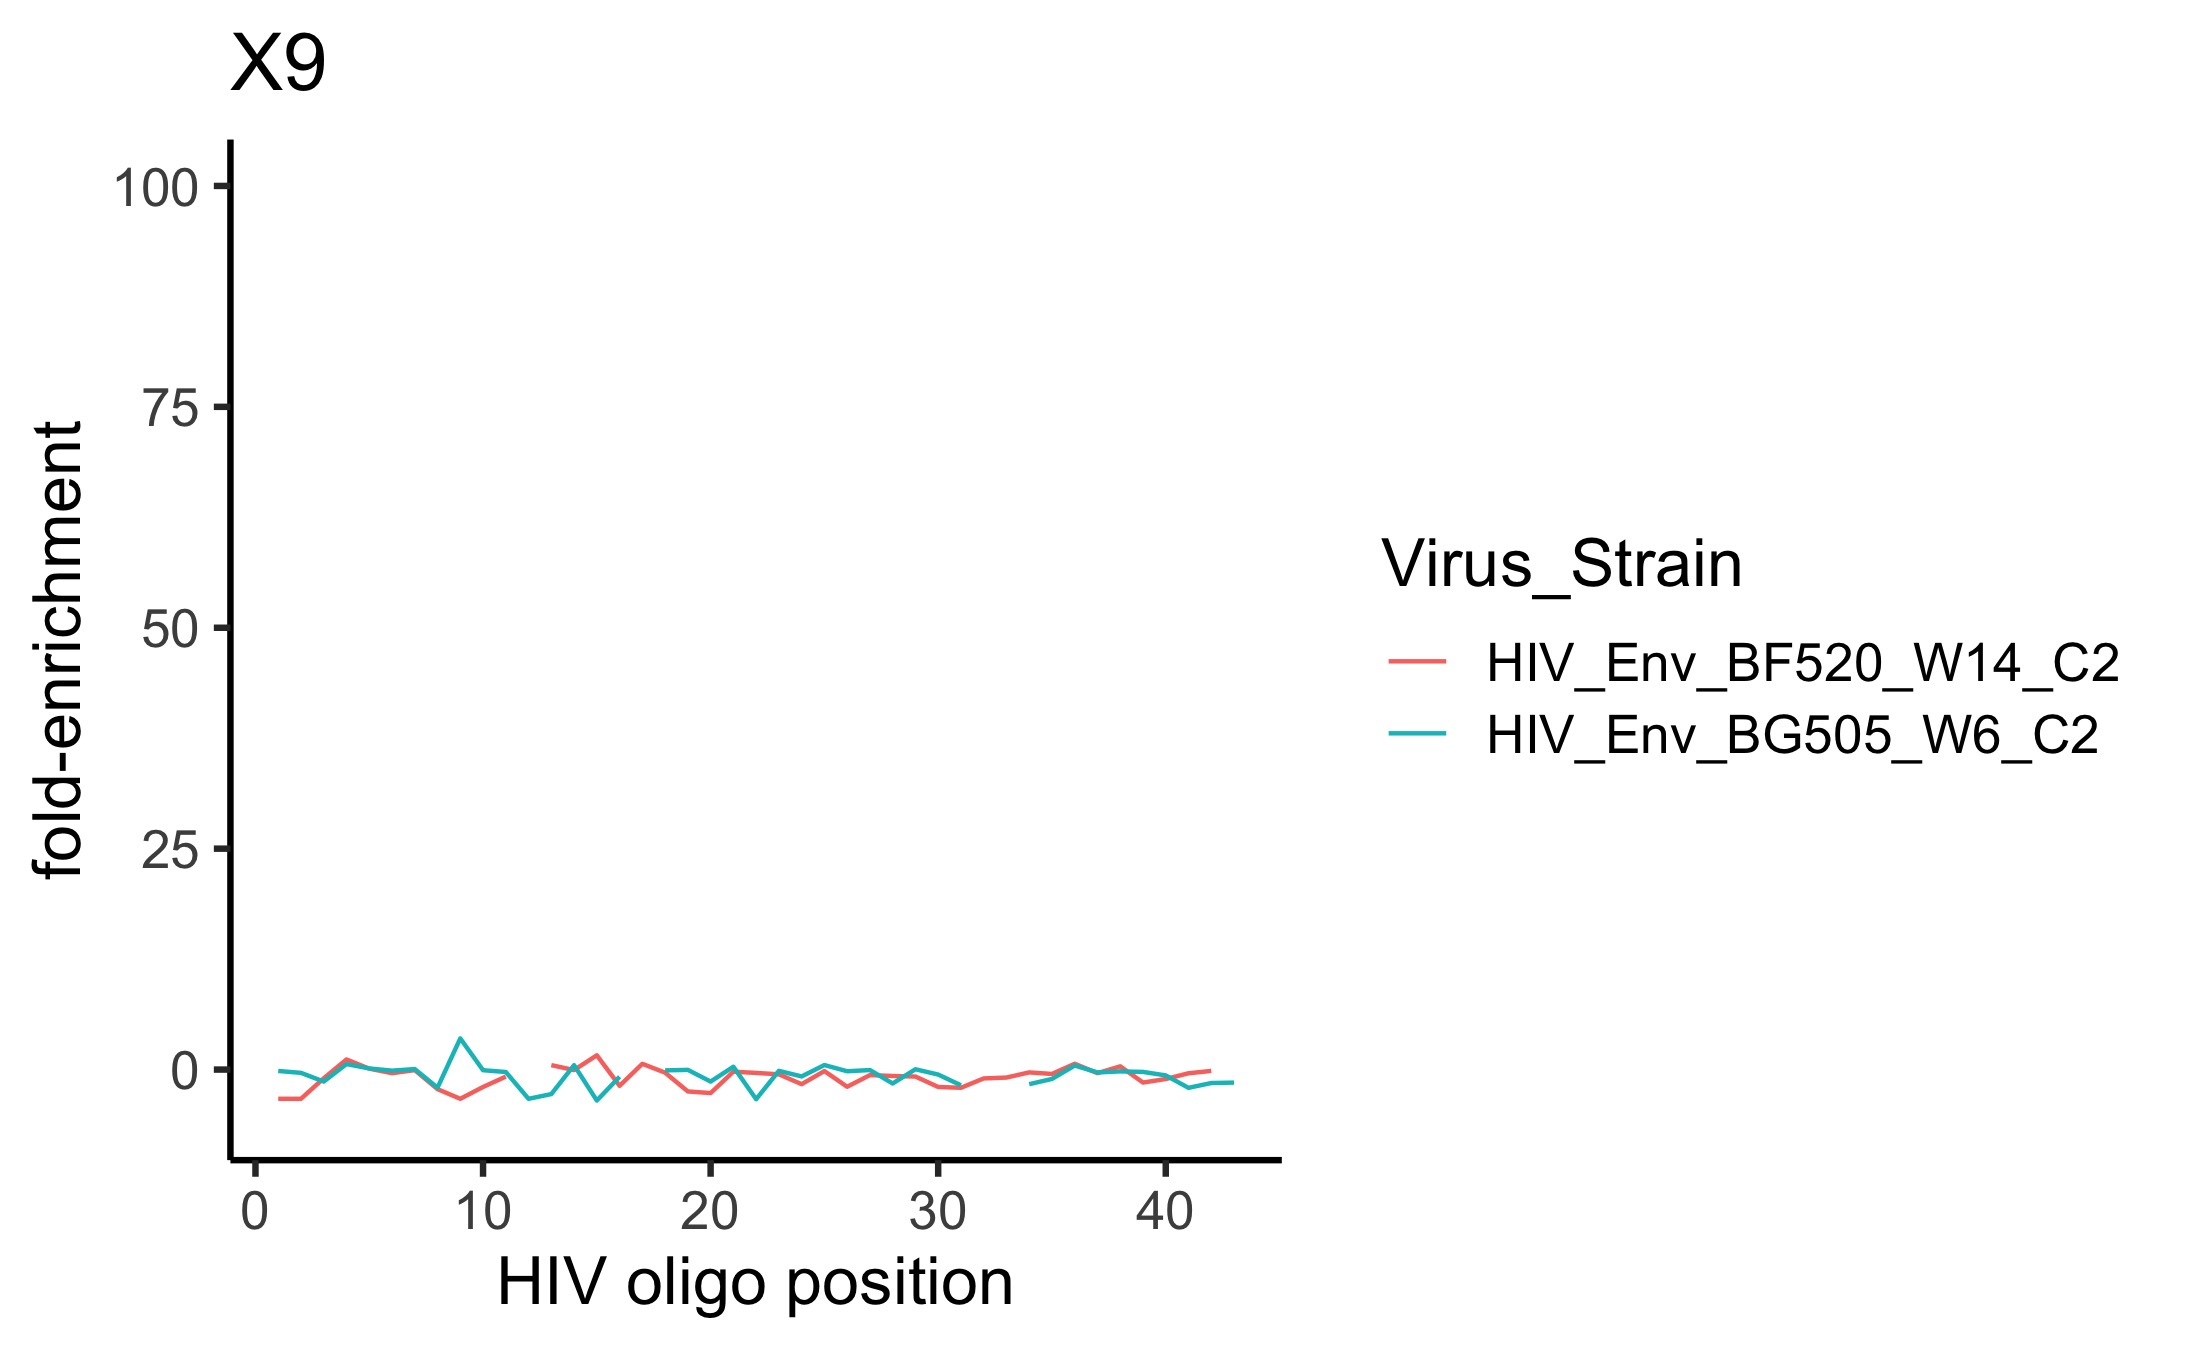 X9
100
75
50
25
0
fold-enrichment
0 10 20 30 40
HIV oligo position
Virus_Strain
HIV_Env_BF520_W14_C2
HIV_Env_BG505_W6_C2